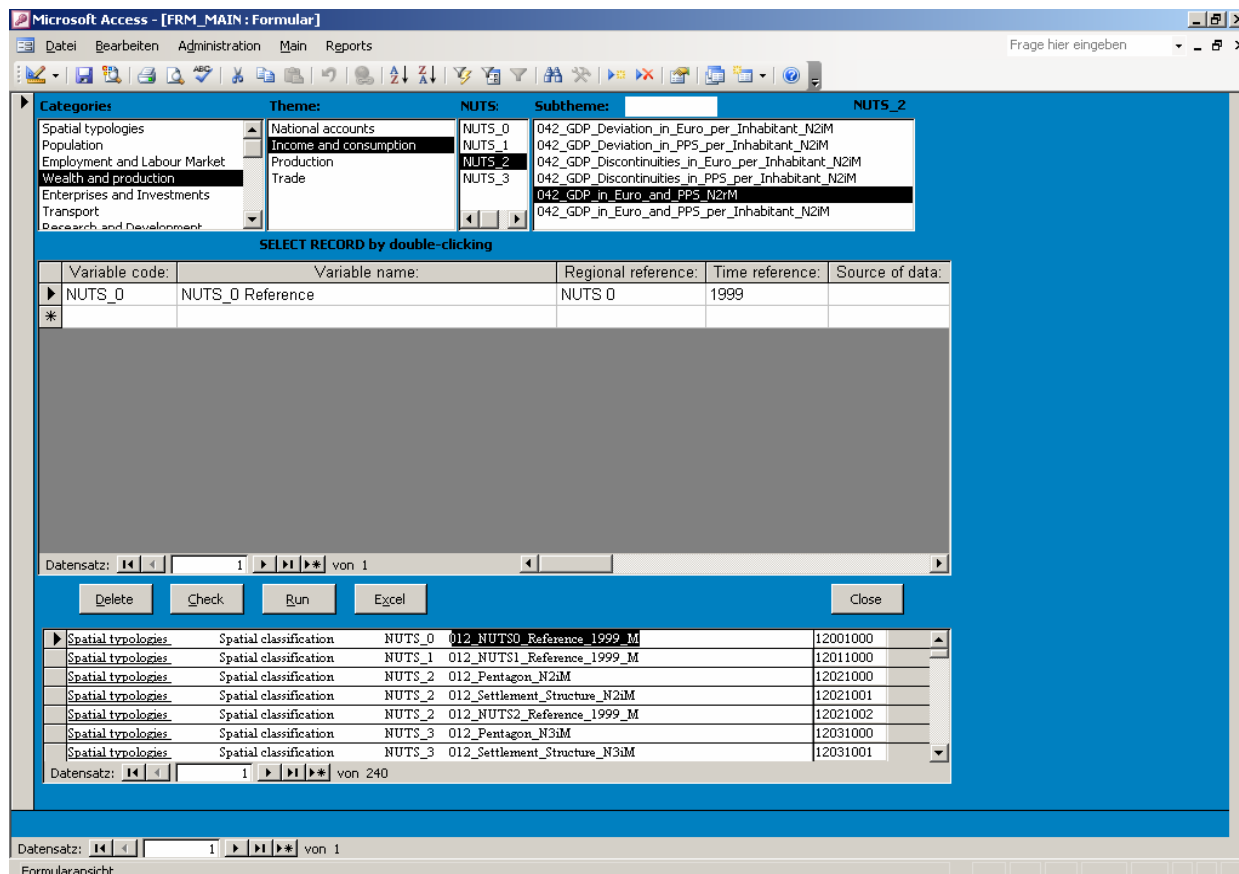 Microsoft Access - [FRM_MAIN : Formular]
Datei Bearbeiten Administration Main Reports Frage hier eingeben
Categories Theme: NUTS: Subtheme: NUTS_2
Spatial typologies National accounts NUTS_0 042_GDP_Deviation_in_Euro_per_Inhabitant_N2iM
Population Income and consumption NUTS_1 042_GDP_Deviation_in_PPS_per_Inhabitant_N2iM
Employment and Labour Market Production NUTS_2 042_GDP_Discontinuities_in_Euro_per_Inhabitant_N2iM
Wealth and production Trade NUTS_3 042_GDP_Discontinuities_in_PPS_per_Inhabitant_N2iM
Enterprises and Investments 042_GDP_in_Euro_and_PPS_N2rM
Transport 042_GDP_in_Euro_and_PPS_per_Inhabitant_N2iM
Research and Development
SELECT RECORD by double-clicking
Variable code: Variable name: Regional reference: Time reference: Source of data:
NUTS_0 NUTS_0 Reference NUTS 0 1999
Datensatz: 1 von 1
Delete Check Run Excel Close
Spatial typologies Spatial classification NUTS_0 012_NUTS0_Reference_1999_M 12001000
Spatial typologies Spatial classification NUTS_1 012_NUTS1_Reference_1999_M 12011000
Spatial typologies Spatial classification NUTS_2 012_Pentagon_N2iM 12021000
Spatial typologies Spatial classification NUTS_2 012_Settlement_Structure_N2iM 12021001
Spatial typologies Spatial classification NUTS_2 012_NUTS2_Reference_1999_M 12021002
Spatial typologies Spatial classification NUTS_3 012_Pentagon_N3iM 12031000
Spatial typologies Spatial classification NUTS_3 012_Settlement_Structure_N3iM 12031001
Datensatz: 1 von 240
Datensatz: 1 von 1
Formularansicht